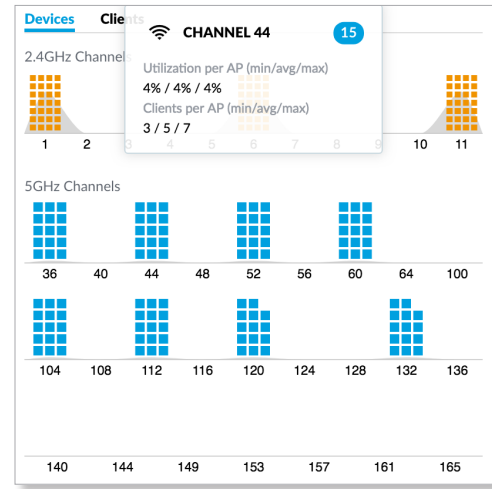 Devices Clients
CHANNEL 44 15
2.4GHz Channels
Utilization per AP (min/avg/max)
4% / 4% / 4%
Clients per AP (min/avg/max)
3 / 5 / 7
1 2 3 4 5 6 7 8 9 10 11
5GHz Channels
36 40 44 48 52 56 60 64 100
104 108 112 116 120 124 128 132 136
140 144 149 153 157 161 165